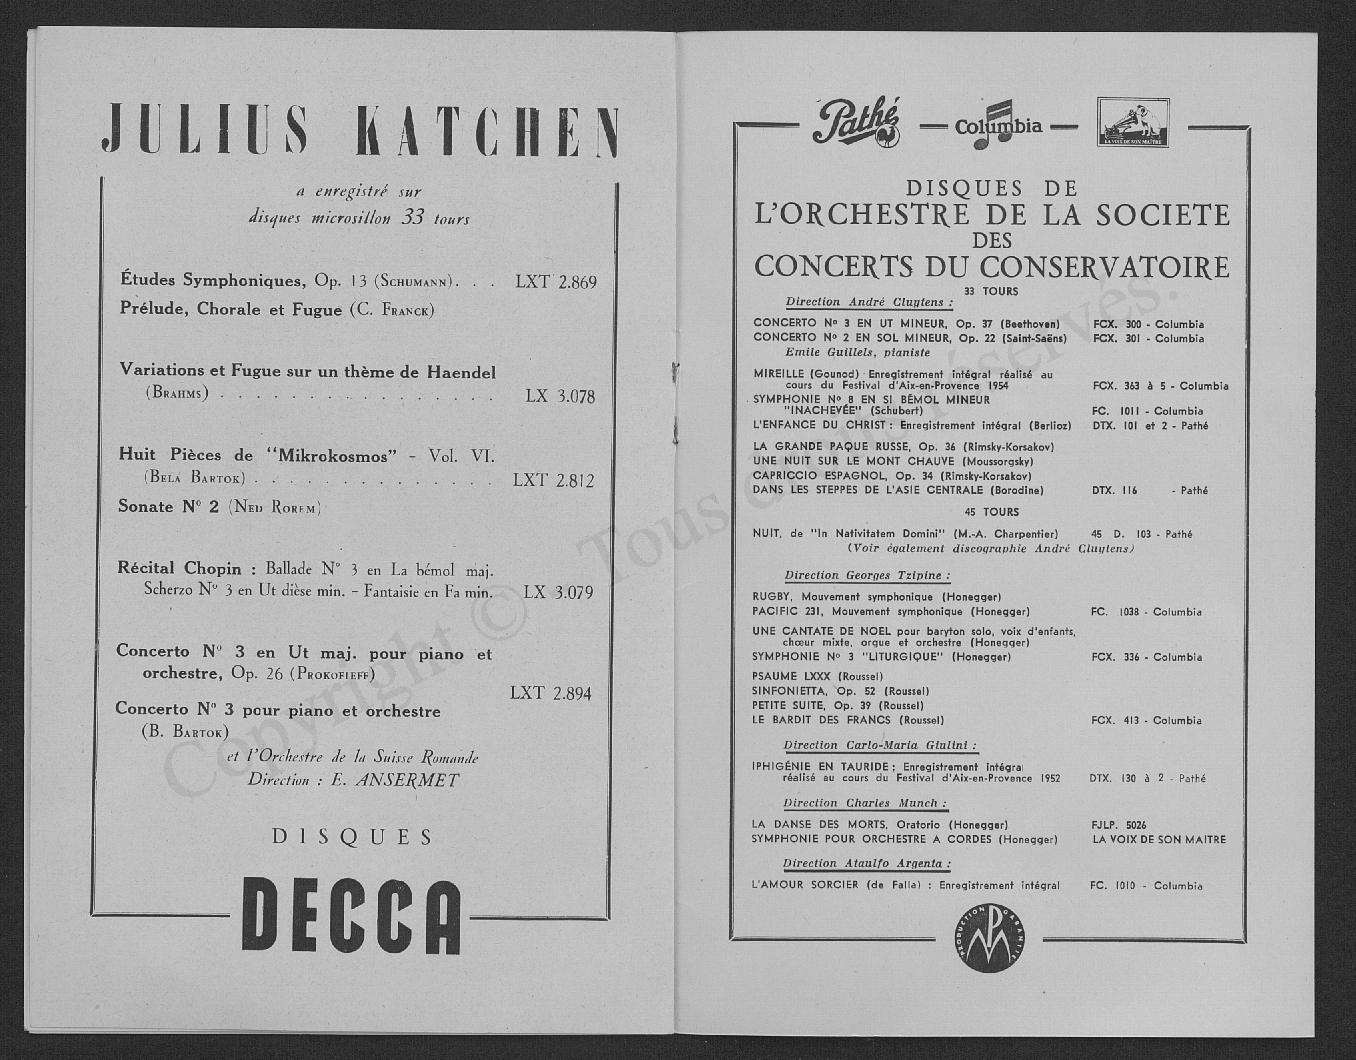 JULIUS KATCHEN
a enregistré sur
disques microsillon 33 tours
Études Symphoniques, Op. 13 (SCHUMANN). . . LXT 2.869
Prélude, Chorale et Fugue (C. FRANCK)
Variations et Fugue sur un thème de Haendel
(BRAHMS) . . . . . . . . . . . . . . . LX 3.078
Huit Pièces de “Mikrokosmos” - Vol. VI.
(BELA BARTOK) . . . . . . . . . . . . . LXT 2.812
Sonate N° 2 (NED ROREM)
Récital Chopin : Ballade N° 3 en La bémol maj.
Scherzo N° 3 en Ut dièse min. - Fantaisie en Fa min. LX 3.079
Concerto N° 3 en Ut maj. pour piano et
orchestre, Op. 26 (PROKOFIEFF)
LXT 2.894
Concerto N° 3 pour piano et orchestre
(B. BARTOK)
et l'Orchestre de la Suisse Romande
Direction : E. ANSERMET
DISQUES
DECCA
Pathé
Columbia
LA VOIX DE SON MAITRE
DISQUES DE
L'ORCHESTRE DE LA SOCIETE
DES
CONCERTS DU CONSERVATOIRE
33 TOURS
Direction André Cluytens :
CONCERTO No 3 EN UT MINEUR, Op. 37 (Beethoven) FCX. 300 - Columbia
CONCERTO No 2 EN SOL MINEUR, Op. 22 (Saint-Saëns) FCX. 301 - Columbia
Emile Guillels, pianiste
MIREILLE (Gounod) Enregistrement intégral réalisé au
cours du Festival d'Aix-en-Provence 1954 FCX. 363 à 5 - Columbia
SYMPHONIE No 8 EN SI BÉMOL MINEUR
"INACHEVÉE" (Schubert) FC. 1011 - Columbia
L'ENFANCE DU CHRIST : Enregistrement intégral (Berlioz) DTX. 101 et 2 - Pathé
LA GRANDE PAQUE RUSSE, Op. 36 (Rimsky-Korsakov)
UNE NUIT SUR LE MONT CHAUVE (Moussorgsky)
CAPRICCIO ESPAGNOL, Op. 34 (Rimsky-Korsakov)
DANS LES STEPPES DE L'ASIE CENTRALE (Borodine) DTX. 116 - Pathé
45 TOURS
NUIT, de "In Nativitatem Domini" (M.-A. Charpentier) 45 D. 103 - Pathé
(Voir également discographie André Cluytens)
Direction Georges Tzipine :
RUGBY, Mouvement symphonique (Honegger)
PACIFIC 231, Mouvement symphonique (Honegger) FC. 1038 - Columbia
UNE CANTATE DE NOEL pour baryton solo, voix d'enfants,
chœur mixte, orgue et orchestre (Honegger)
SYMPHONIE No 3 "LITURGIQUE" (Honegger) FCX. 336 - Columbia
PSAUME LXXX (Roussel)
SINFONIETTA, Op. 52 (Roussel)
PETITE SUITE, Op. 39 (Roussel)
LE BARDIT DES FRANCS (Roussel) FCX. 413 - Columbia
Direction Carlo-Maria Giulini :
IPHIGÉNIE EN TAURIDE : Enregistrement intégral
réalisé au cours du Festival d'Aix-en-Provence 1952 DTX. 130 à 2 - Pathé
Direction Charles Munch :
LA DANSE DES MORTS, Oratorio (Honegger) FJLP. 5026
SYMPHONIE POUR ORCHESTRE A CORDES (Honegger) LA VOIX DE SON MAITRE
Direction Ataulfo Argenta :
L'AMOUR SORCIER (de Falla) : Enregistrement intégral FC. 1010 - Columbia
PRODUCTION GARANTIE
PM
Copyright © Tous droits réservés.